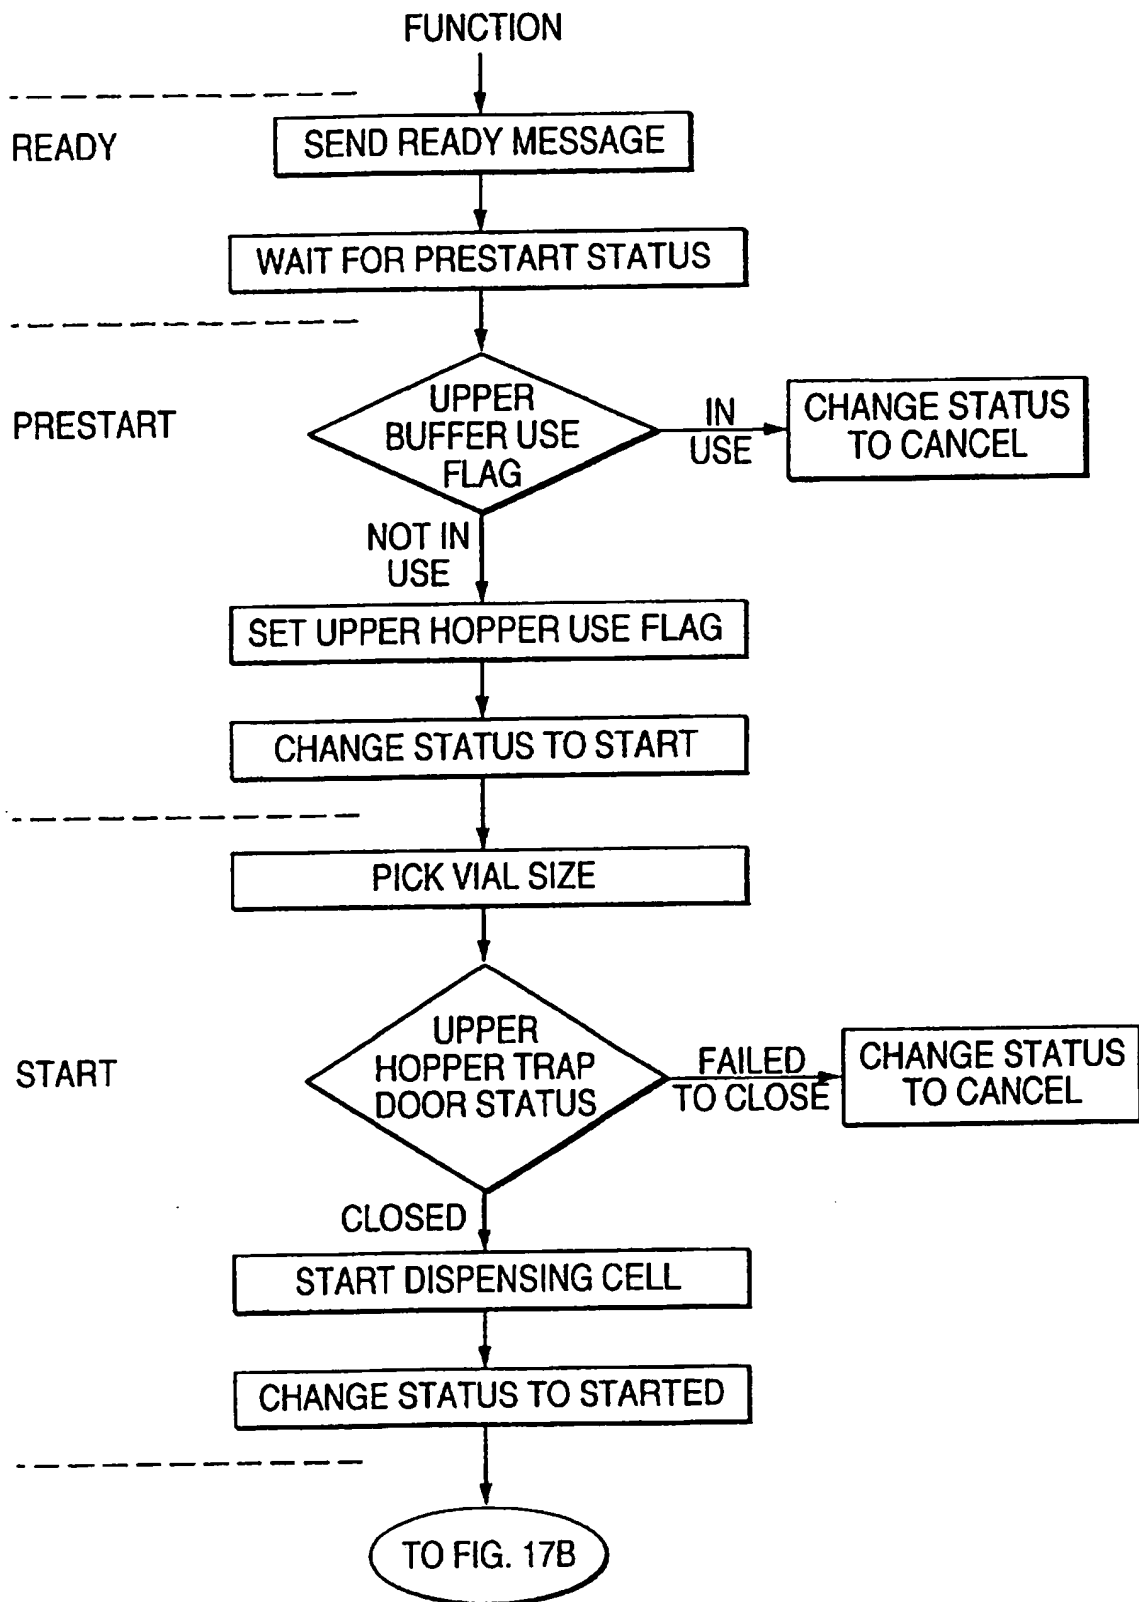 FUNCTION
READY
SEND READY MESSAGE
WAIT FOR PRESTART STATUS
PRESTART
UPPER
BUFFER USE
FLAG
IN
USE
CHANGE STATUS
TO CANCEL
NOT IN
USE
SET UPPER HOPPER USE FLAG
CHANGE STATUS TO START
PICK VIAL SIZE
START
UPPER
HOPPER TRAP
DOOR STATUS
FAILED
TO CLOSE
CHANGE STATUS
TO CANCEL
CLOSED
START DISPENSING CELL
CHANGE STATUS TO STARTED
TO FIG. 17B